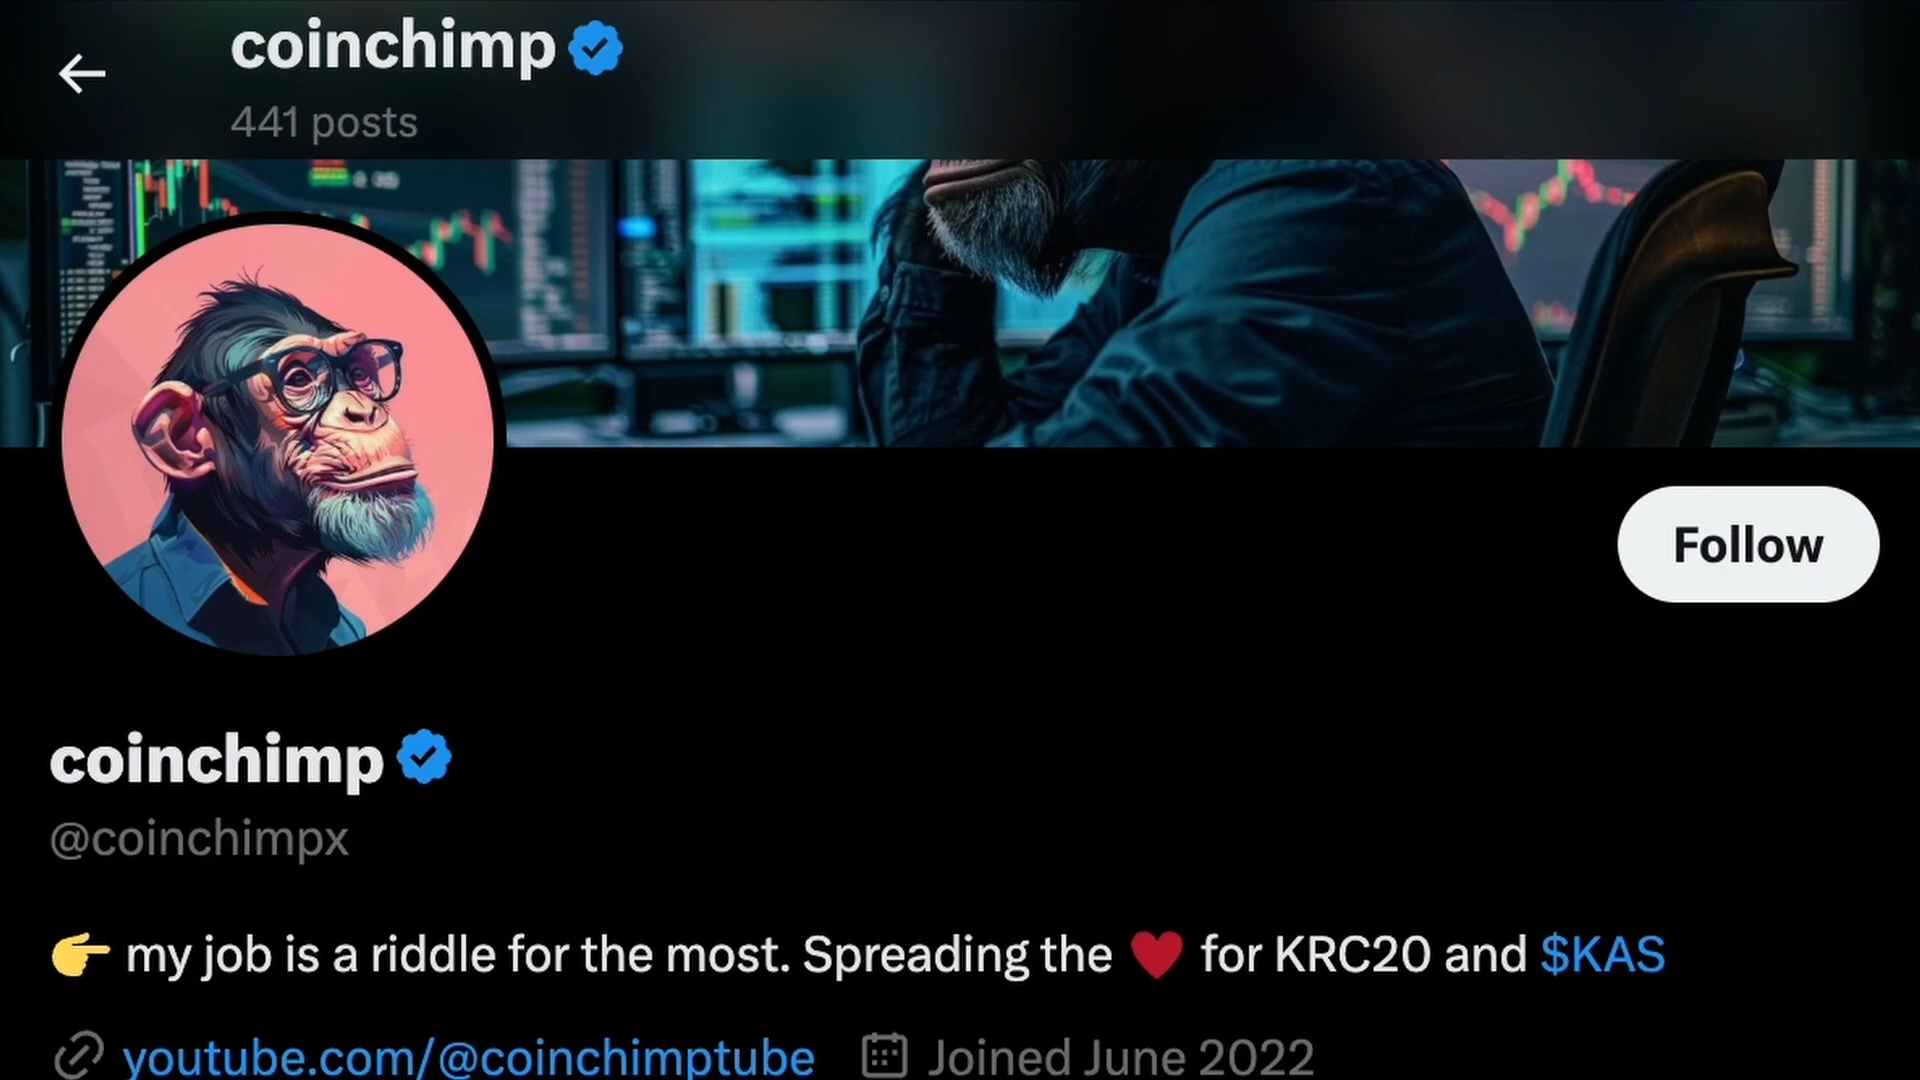 coinchimp
441 posts
Follow
coinchimp
@coinchimpx
👉 my job is a riddle for the most. Spreading the ❤️ for KRC20 and $KAS
youtube.com/@coinchimptube Joined June 2022